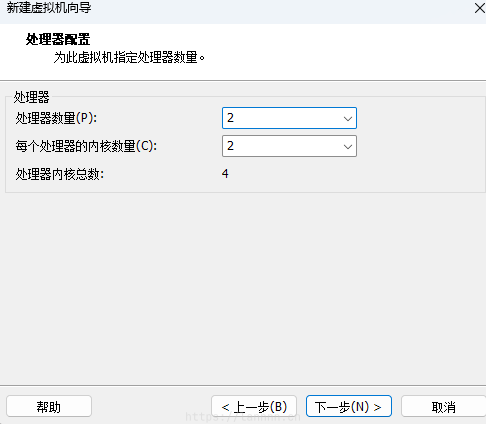 新建虚拟机向导
处理器配置
为此虚拟机指定处理器数量。
处理器
处理器数量(P): 2
每个处理器的内核数量(C): 2
处理器内核总数: 4
帮助 < 上一步(B) 下一步(N) > 取消